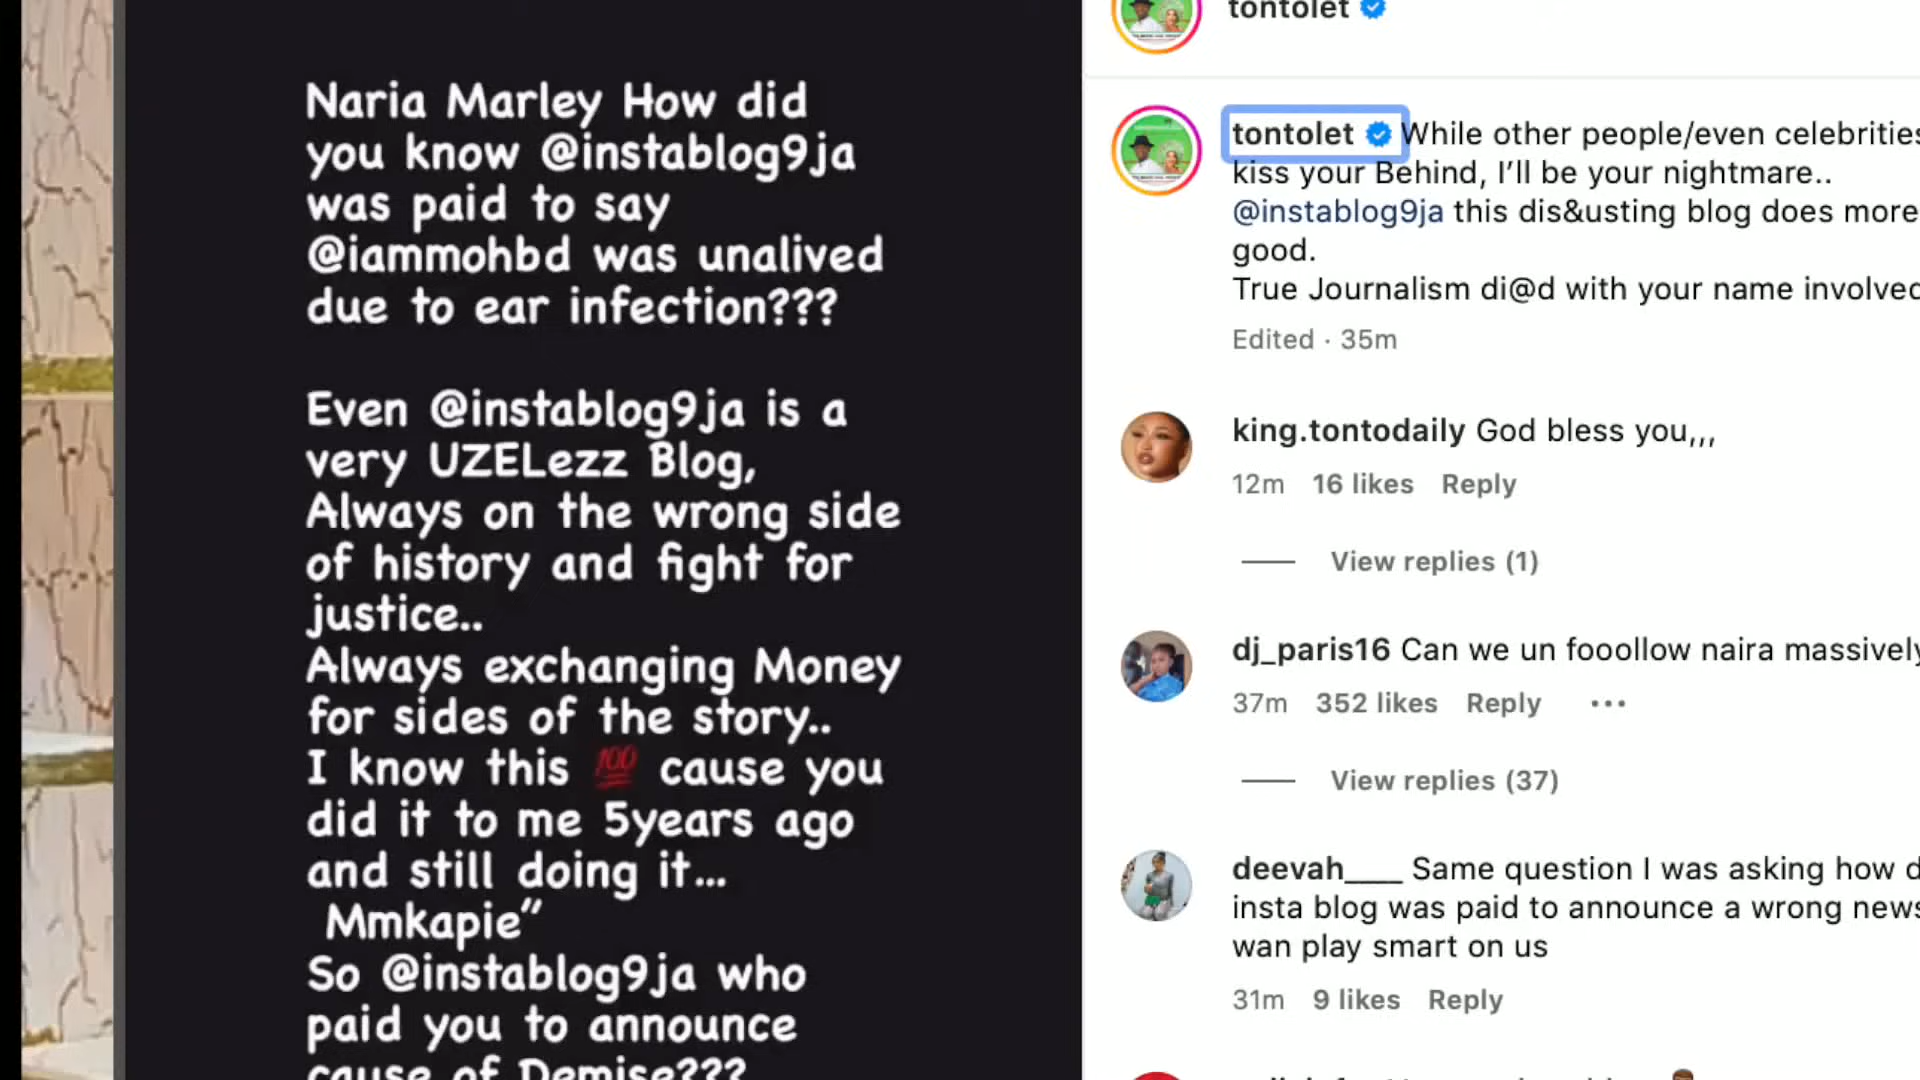 Naria Marley How did
you know @instablog9ja
was paid to say
@iammohbd was unalived
due to ear infection???
Even @instablog9ja is a
very UZELezz Blog,
Always on the wrong side
of history and fight for
justice..
Always exchanging Money
for sides of the story..
I know this 💯 cause you
did it to me 5years ago
and still doing it...
Mmkapie”
So @instablog9ja who
paid you to announce
cause of Demise???
tontolet
tontolet While other people/even celebrities
kiss your Behind, I’ll be your nightmare..
@instablog9ja this dis&usting blog does more
good.
True Journalism di@d with your name involved
Edited · 35m
king.tontodaily God bless you,,,
12m 16 likes Reply
View replies (1)
dj_paris16 Can we un fooollow naira massively
37m 352 likes Reply ...
View replies (37)
deevah____ Same question I was asking how d
insta blog was paid to announce a wrong news
wan play smart on us
31m 9 likes Reply